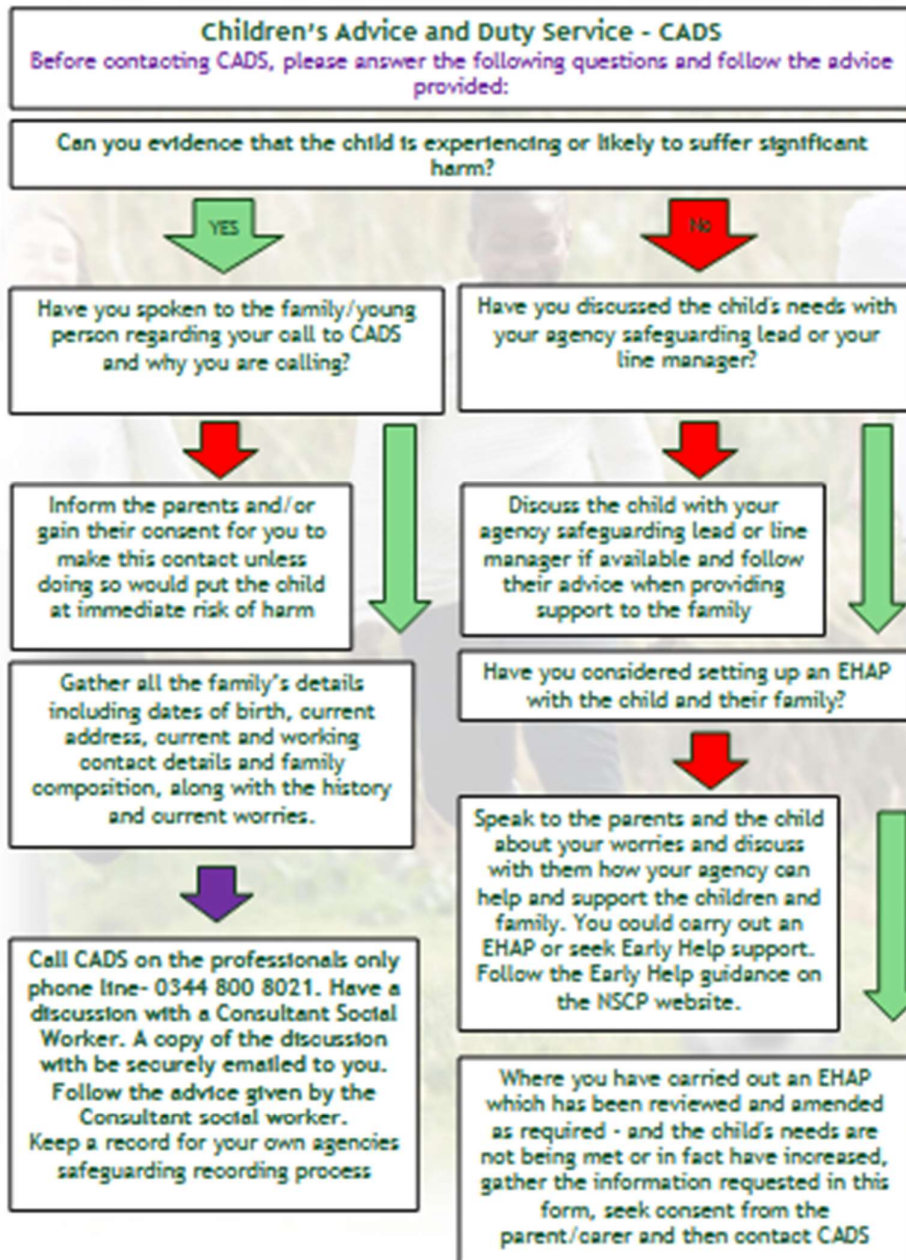 Children's Advice and Duty Service - CADS
Before contacting CADS, please answer the following questions and follow the advice
provided:
Can you evidence that the child is experiencing or likely to suffer significant
harm?
YES
No
Have you spoken to the family/young
person regarding your call to CADS
and why you are calling?
Have you discussed the child's needs with
your agency safeguarding lead or your
line manager?
Inform the parents and/or
gain their consent for you to
make this contact unless
doing so would put the child
at immediate risk of harm
Discuss the child with your
agency safeguarding lead or line
manager if available and follow
their advice when providing
support to the family
Gather all the family's details
including dates of birth, current
address, current and working
contact details and family
composition, along with the history
and current worries.
Have you considered setting up an EHAP
with the child and their family?
Speak to the parents and the child
about your worries and discuss
with them how your agency can
help and support the children and
family. You could carry out an
EHAP or seek Early Help support.
Follow the Early Help guidance on
the NSCP website.
Call CADS on the professionals only
phone line- 0344 800 8021. Have a
discussion with a Consultant Social
Worker. A copy of the discussion
with be securely emailed to you.
Follow the advice given by the
Consultant social worker.
Keep a record for your own agencies
safeguarding recording process
Where you have carried out an EHAP
which has been reviewed and amended
as required - and the child's needs are
not being met or in fact have increased,
gather the information requested in this
form, seek consent from the
parent/carer and then contact CADS